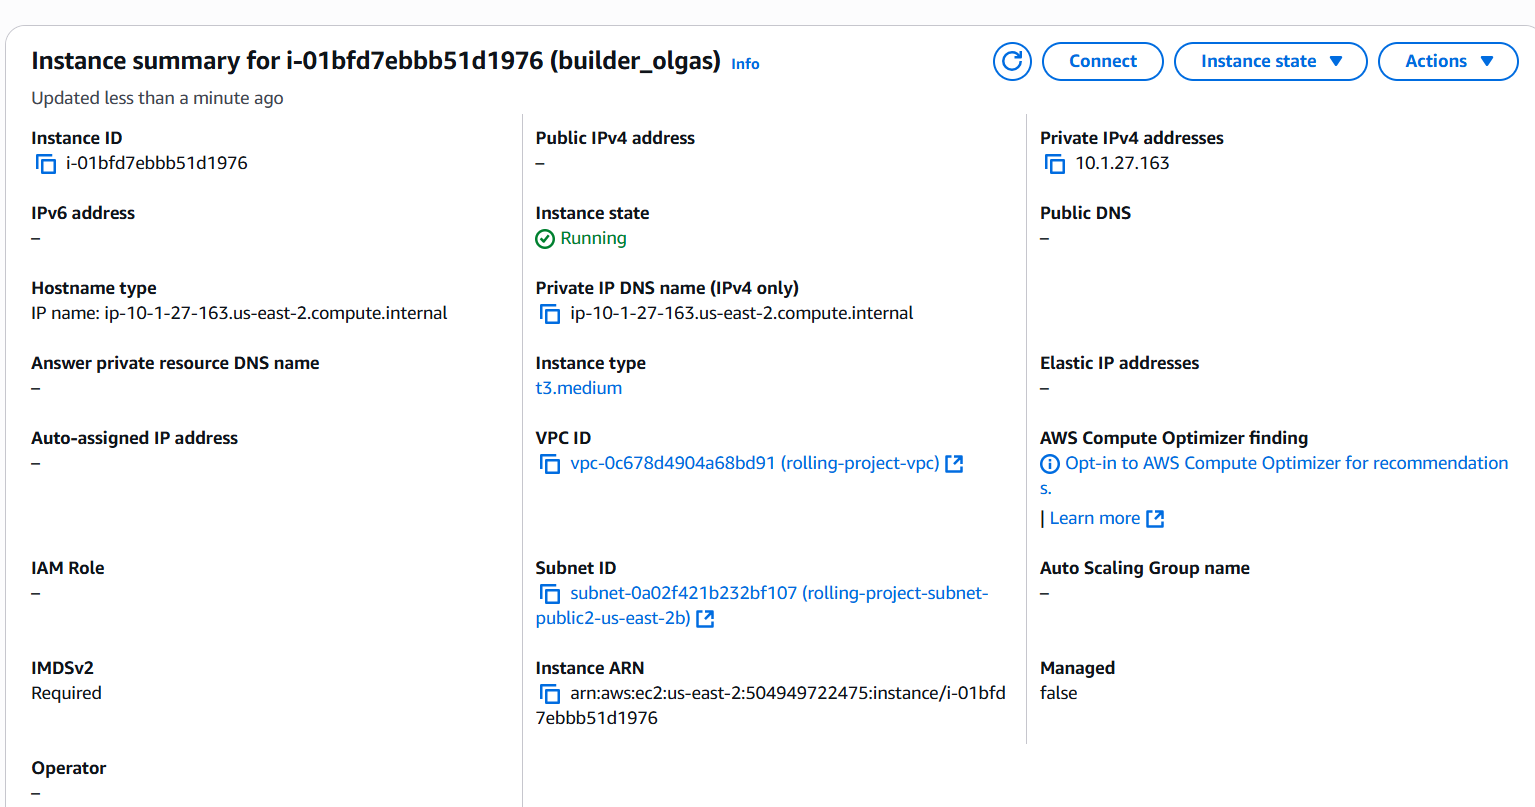 Instance summary for i-01bfd7ebbb51d1976 (builder_olgas) Info
Connect
Instance state
Actions
Updated less than a minute ago
Instance ID
i-01bfd7ebbb51d1976
Public IPv4 address
–
Private IPv4 addresses
10.1.27.163
IPv6 address
–
Instance state
Running
Public DNS
–
Hostname type
IP name: ip-10-1-27-163.us-east-2.compute.internal
Private IP DNS name (IPv4 only)
ip-10-1-27-163.us-east-2.compute.internal
Answer private resource DNS name
–
Instance type
t3.medium
Elastic IP addresses
–
Auto-assigned IP address
–
VPC ID
vpc-0c678d4904a68bd91 (rolling-project-vpc)
AWS Compute Optimizer finding
Opt-in to AWS Compute Optimizer for recommendation
s.
| Learn more
IAM Role
–
Subnet ID
subnet-0a02f421b232bf107 (rolling-project-subnet-
public2-us-east-2b)
Auto Scaling Group name
–
IMDSv2
Required
Instance ARN
arn:aws:ec2:us-east-2:504949722475:instance/i-01bfd
7ebbb51d1976
Managed
false
Operator
–